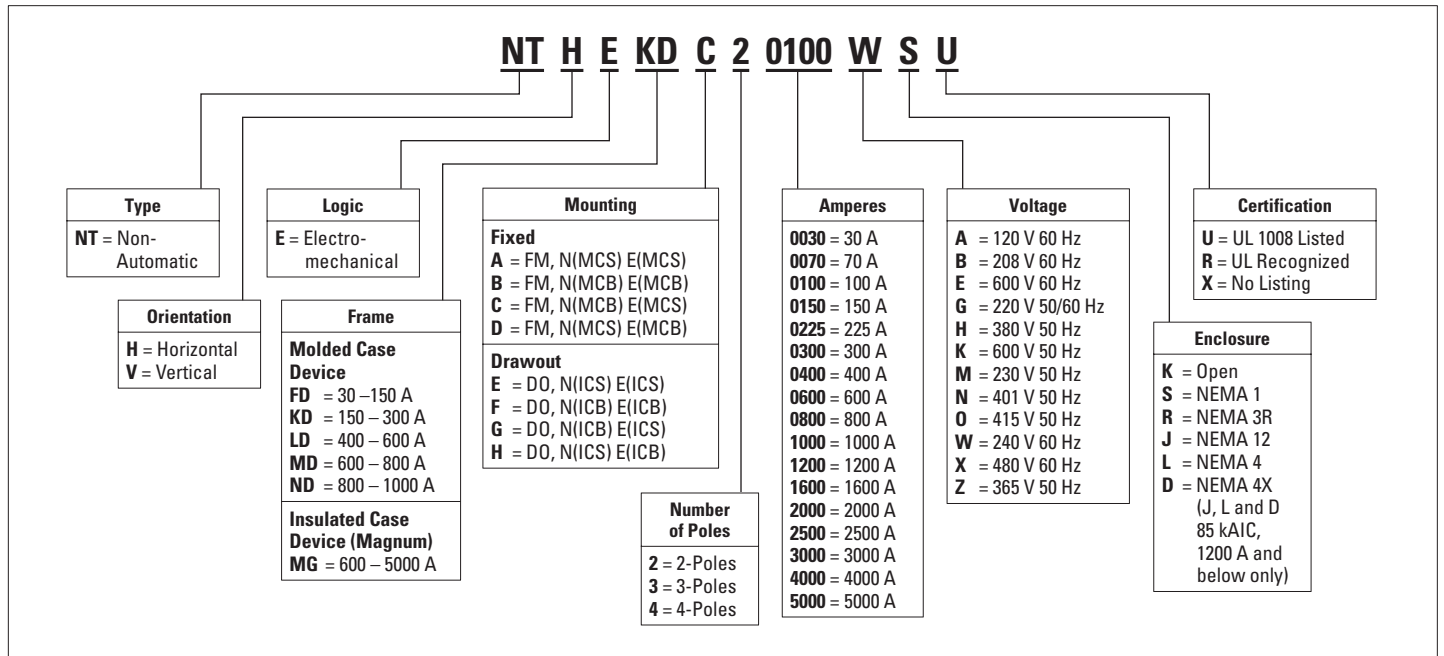 NT H E KD C 2 0100 W S U
Type
NT = Non-
Automatic
Orientation
H = Horizontal
V = Vertical
Logic
E = Electro-
mechanical
Frame
Molded Case
Device
FD = 30 –150 A
KD = 150 – 300 A
LD = 400 – 600 A
MD = 600 – 800 A
ND = 800 – 1000 A
Insulated Case
Device (Magnum)
MG = 600 – 5000 A
Mounting
Fixed
A = FM, N(MCS) E(MCS)
B = FM, N(MCB) E(MCB)
C = FM, N(MCB) E(MCS)
D = FM, N(MCS) E(MCB)
Drawout
E = DO, N(ICS) E(ICS)
F = DO, N(ICB) E(ICB)
G = DO, N(ICB) E(ICS)
H = DO, N(ICS) E(ICB)
Number
of Poles
2 = 2-Poles
3 = 3-Poles
4 = 4-Poles
Amperes
0030 = 30 A
0070 = 70 A
0100 = 100 A
0150 = 150 A
0225 = 225 A
0300 = 300 A
0400 = 400 A
0600 = 600 A
0800 = 800 A
1000 = 1000 A
1200 = 1200 A
1600 = 1600 A
2000 = 2000 A
2500 = 2500 A
3000 = 3000 A
4000 = 4000 A
5000 = 5000 A
Voltage
A = 120 V 60 Hz
B = 208 V 60 Hz
E = 600 V 60 Hz
G = 220 V 50/60 Hz
H = 380 V 50 Hz
K = 600 V 50 Hz
M = 230 V 50 Hz
N = 401 V 50 Hz
O = 415 V 50 Hz
W = 240 V 60 Hz
X = 480 V 60 Hz
Z = 365 V 50 Hz
Certification
U = UL 1008 Listed
R = UL Recognized
X = No Listing
Enclosure
K = Open
S = NEMA 1
R = NEMA 3R
J = NEMA 12
L = NEMA 4
D = NEMA 4X
(J, L and D
85 kAIC,
1200 A and
below only)